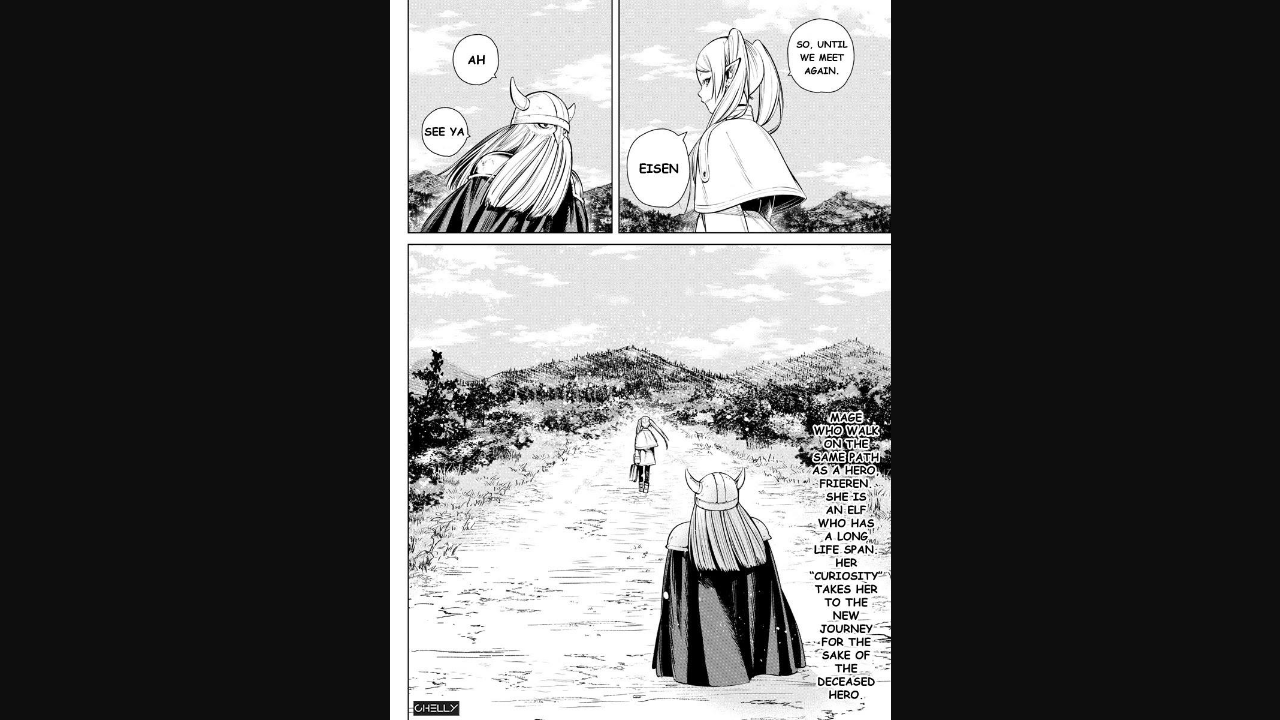 SO, UNTIL
WE MEET
AGAIN.
EISEN
AH
SEE YA
MAGE
WHO WALK
ON THE
SAME PATH
AS A HERO,
FRIEREN.
SHE IS
AN ELF
WHO HAS
A LONG
LIFE SPAN.
HER
"CURIOSITY"
TAKES HER
TO THE
NEW
JOURNEY
FOR THE
SAKE OF
THE
DECEASED
HERO.
GHELLY